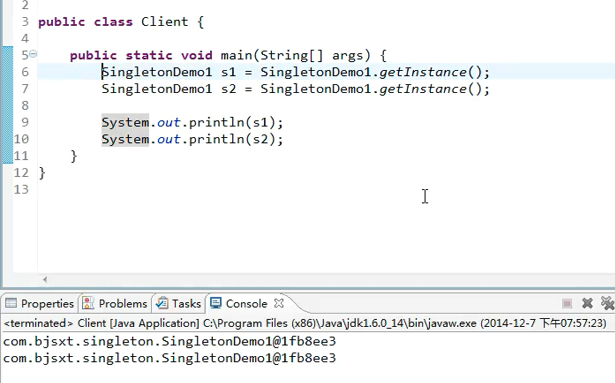 2
3 public class Client {
4
5 public static void main(String[] args) {
6 SingletonDemo1 s1 = SingletonDemo1.getInstance();
7 SingletonDemo1 s2 = SingletonDemo1.getInstance();
8
9 System.out.println(s1);
10 System.out.println(s2);
11 }
12 }
13
Properties Problems Tasks Console
<terminated> Client [Java Application] C:\Program Files (x86)\Java\jdk1.6.0_14\bin\javaw.exe (2014-12-7 下午07:57:23)
com.bjsxt.singleton.SingletonDemo1@1fb8ee3
com.bjsxt.singleton.SingletonDemo1@1fb8ee3